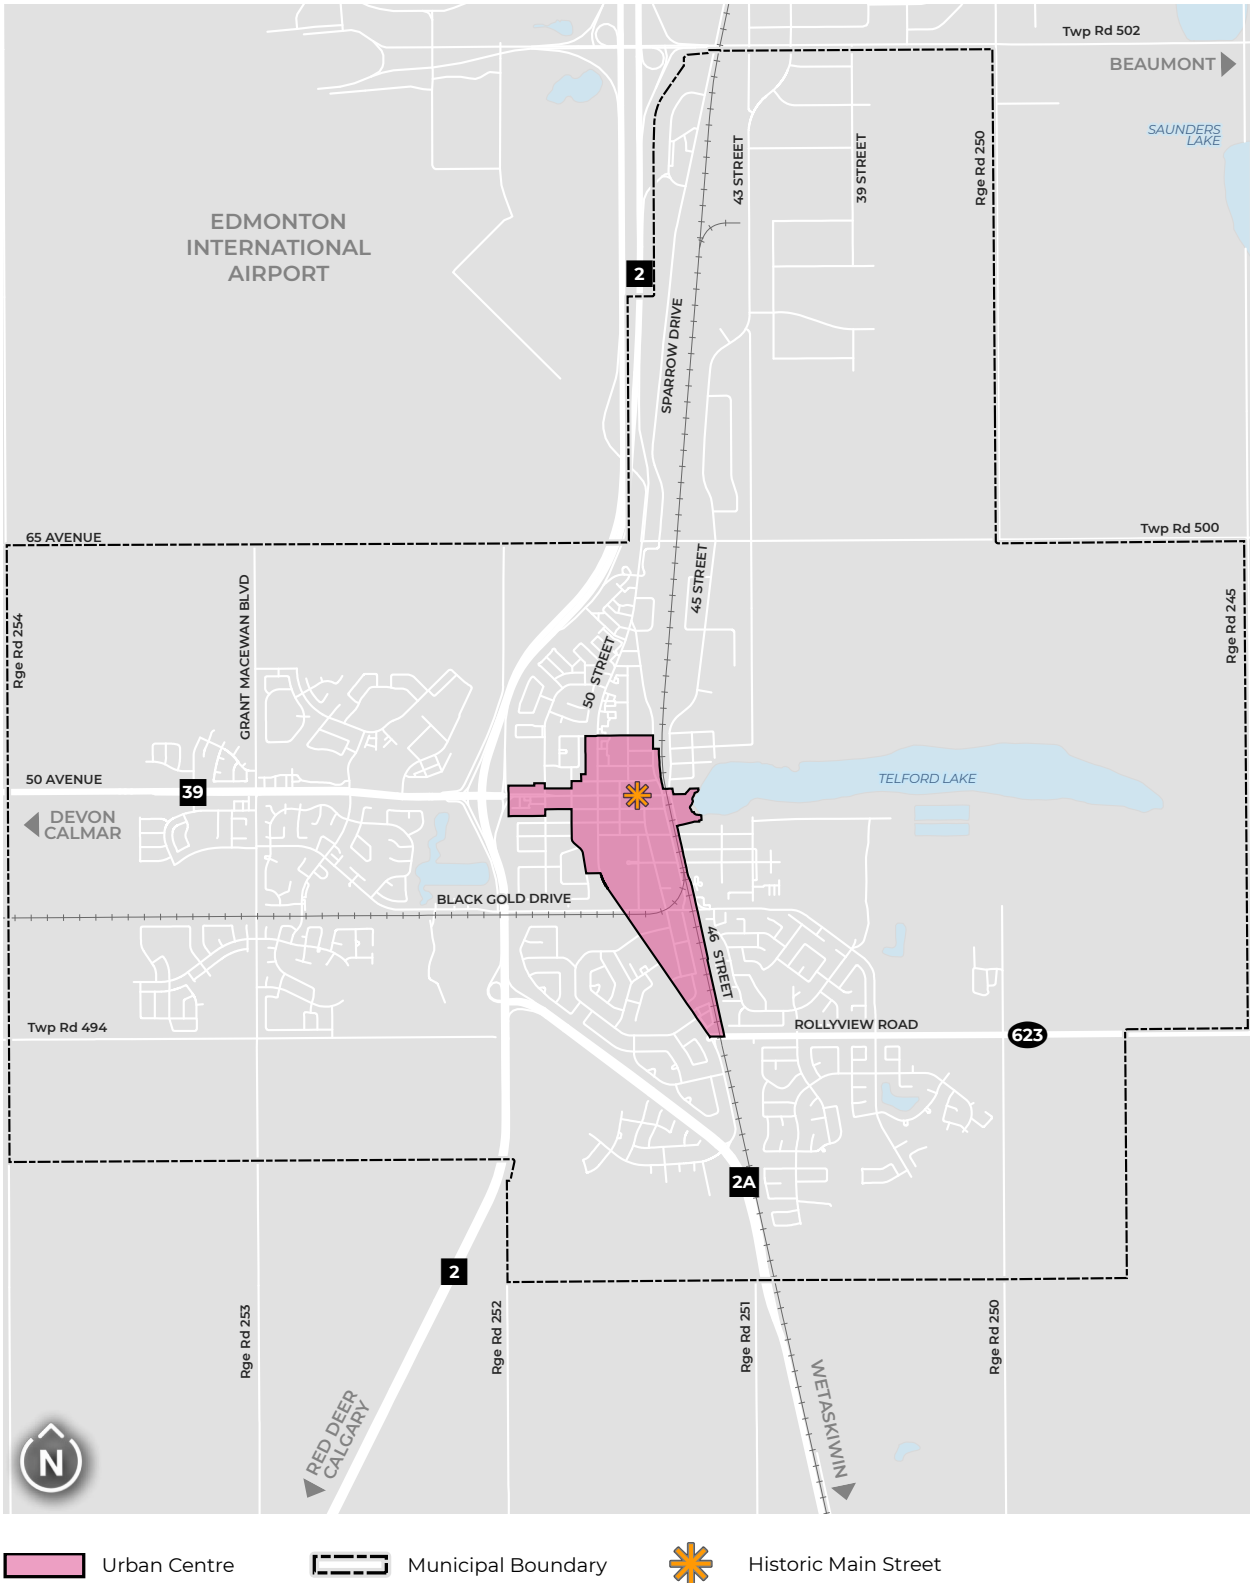 Twp Rd 502
BEAUMONT
SAUNDERS
LAKE
43 STREET
39 STREET
Rge Rd 250
EDMONTON
INTERNATIONAL
AIRPORT
2
SPARROW DRIVE
65 AVENUE
Twp Rd 500
45 STREET
GRANT MACEWAN BLVD
Rge Rd 254
Rge Rd 245
50 STREET
50 AVENUE
39
TELFORD LAKE
DEVON
CALMAR
BLACK GOLD DRIVE
46 STREET
Twp Rd 494
ROLLYVIEW ROAD
623
2A
2
Rge Rd 253
Rge Rd 252
Rge Rd 251
Rge Rd 250
RED DEER
CALGARY
WETASKIWIN
N
Urban Centre
Municipal Boundary
Historic Main Street